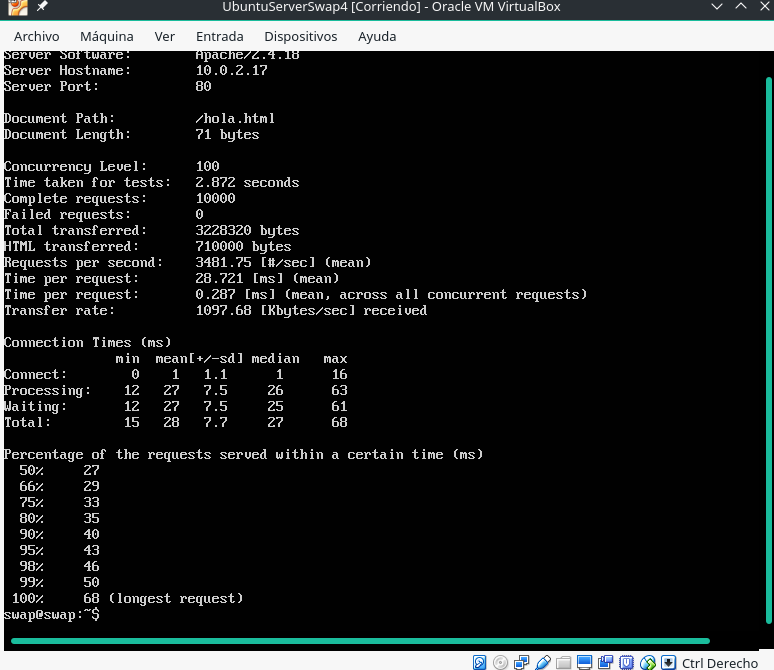 UbuntuServerSwap4 [Corriendo] - Oracle VM VirtualBox
Archivo Máquina Ver Entrada Dispositivos Ayuda
Server Software: Apache/2.4.18
Server Hostname: 10.0.2.17
Server Port: 80
Document Path: /hola.html
Document Length: 71 bytes
Concurrency Level: 100
Time taken for tests: 2.872 seconds
Complete requests: 10000
Failed requests: 0
Total transferred: 3228320 bytes
HTML transferred: 710000 bytes
Requests per second: 3481.75 [#/sec] (mean)
Time per request: 28.721 [ms] (mean)
Time per request: 0.287 [ms] (mean, across all concurrent requests)
Transfer rate: 1097.68 [Kbytes/sec] received
Connection Times (ms)
min mean[+/-sd] median max
Connect: 0 1 1.1 1 16
Processing: 12 27 7.5 26 63
Waiting: 12 27 7.5 25 61
Total: 15 28 7.7 27 68
Percentage of the requests served within a certain time (ms)
50% 27
66% 29
75% 33
80% 35
90% 40
95% 43
98% 46
99% 50
100% 68 (longest request)
swap@swap:~$
Ctrl Derecho